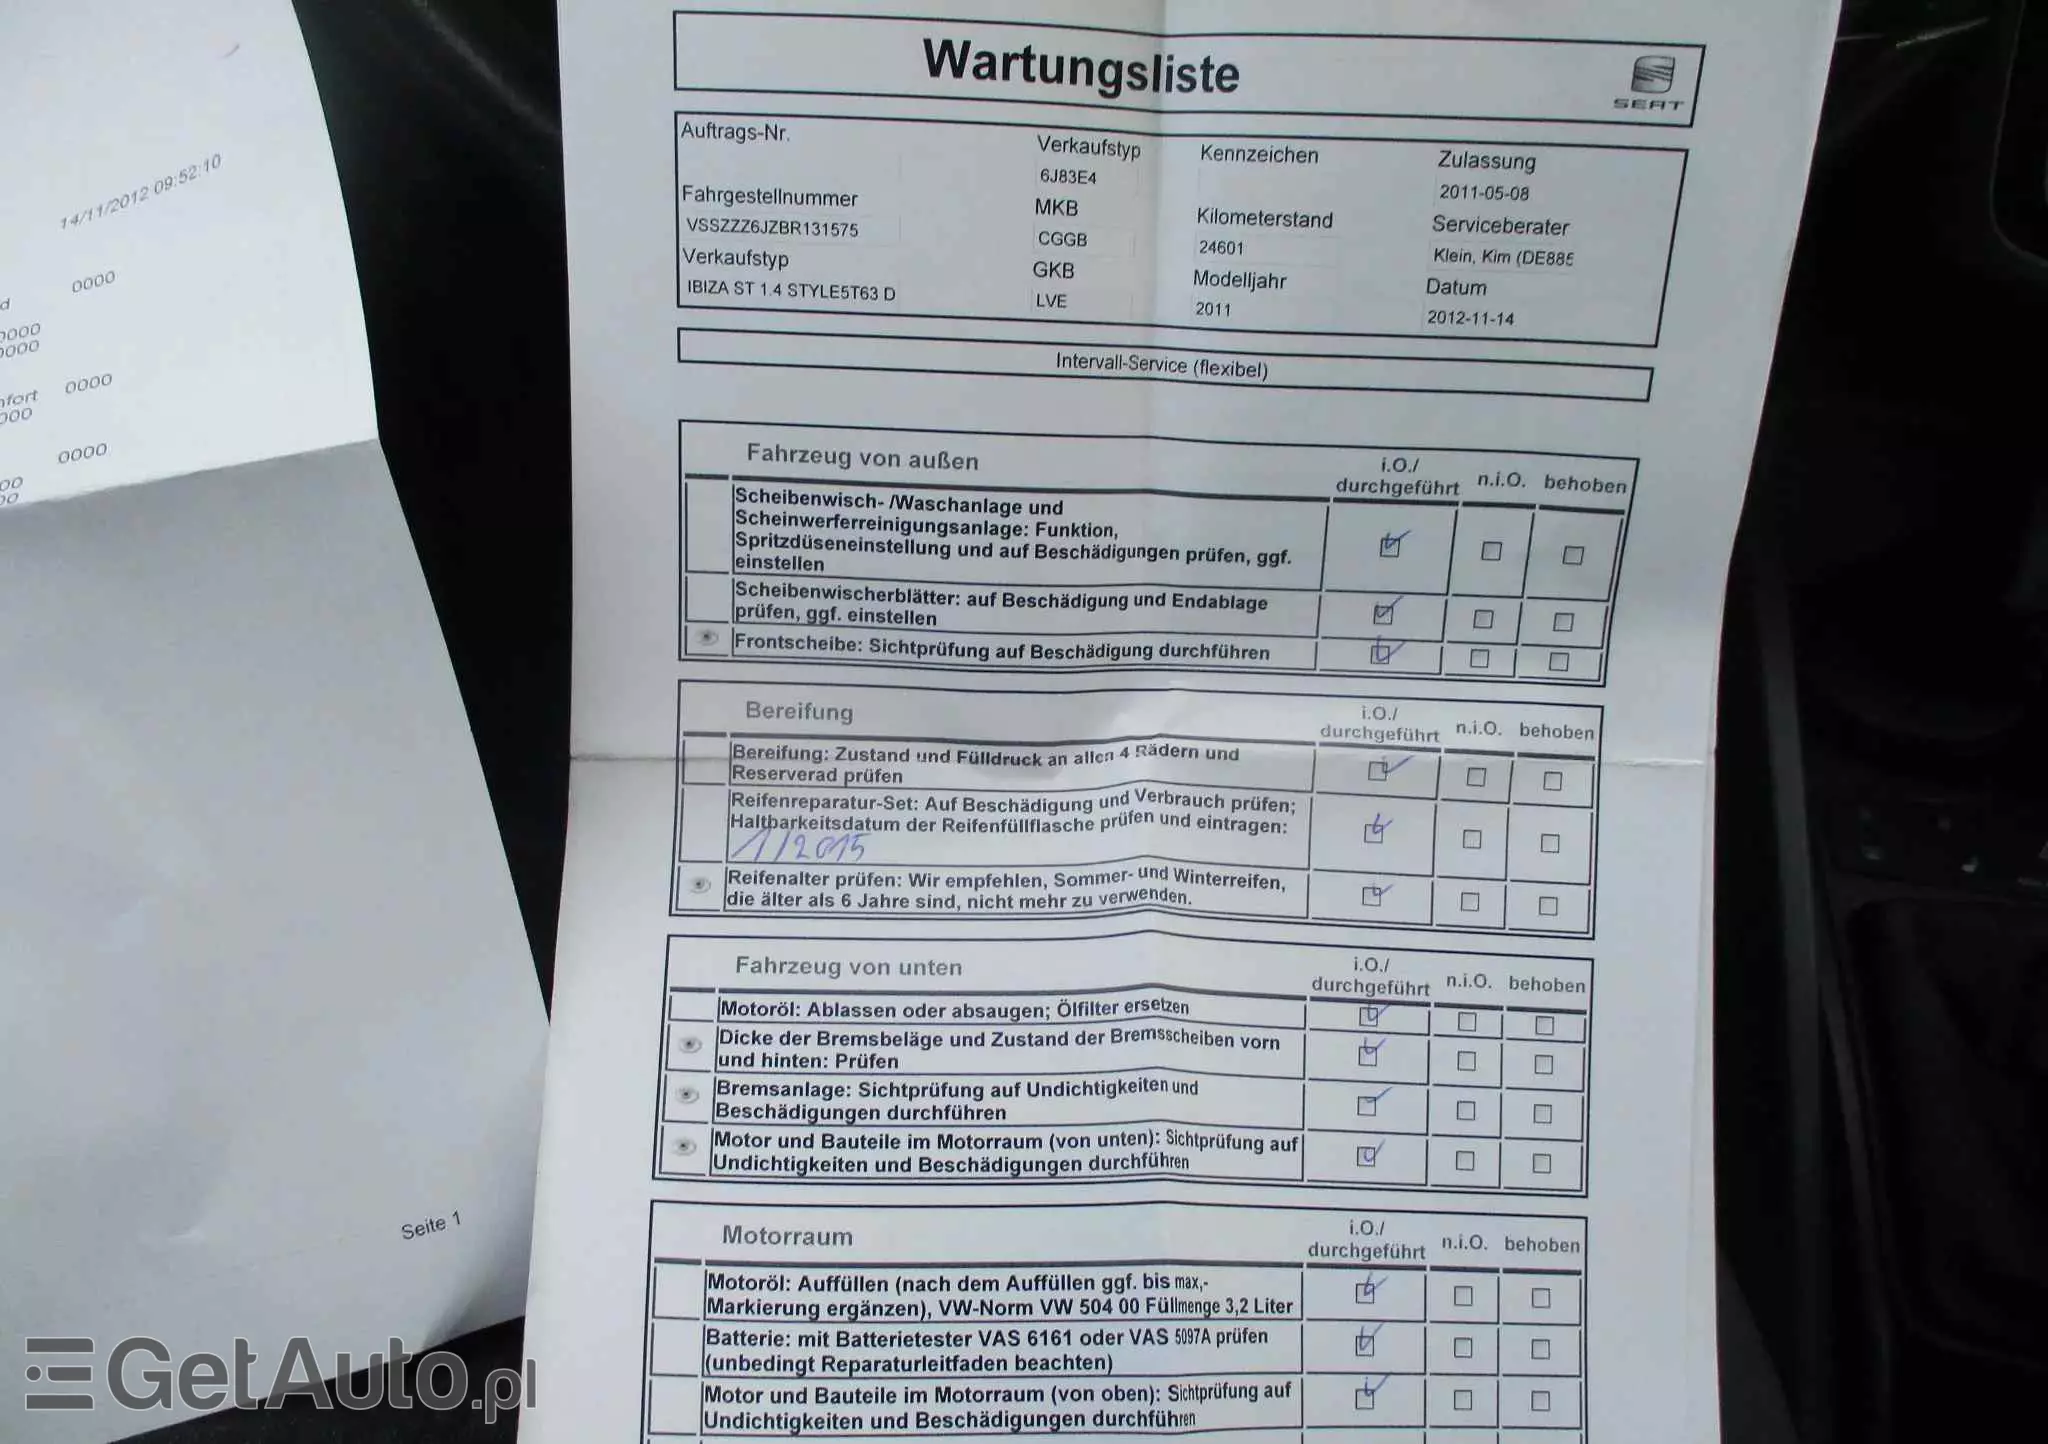 14/11/2012 09:52:10
d
0000
0000
0000
nfort
0000
000
0000
00
00
Seite 1
Wartungsliste
SEAT
Auftrags-Nr.
Verkaufstyp
Kennzeichen
Zulassung
6J83E4
2011-05-08
Fahrgestellnummer
MKB
Kilometerstand
Serviceberater
VSSZZZ6JZBR131575
CGGB
24601
Klein, Kim (DE885
Verkaufstyp
GKB
Modelljahr
Datum
IBIZA ST 1.4 STYLE5T63 D
LVE
2011
2012-11-14
Intervall-Service (flexibel)
Fahrzeug von außen
i.O./
durchgeführt
n.i.O.
behoben
Scheibenwisch- /Waschanlage und
Scheinwerferreinigungsanlage: Funktion,
Spritzdüseneinstellung und auf Beschädigungen prüfen, ggf.
einstellen
Scheibenwischerblätter: auf Beschädigung und Endablage
prüfen, ggf. einstellen
Frontscheibe: Sichtprüfung auf Beschädigung durchführen
Bereifung
i.O./
durchgeführt
n.i.O.
behoben
Bereifung: Zustand und Fülldruck an allen 4 Rädern und
Reserverad prüfen
Reifenreparatur-Set: Auf Beschädigung und Verbrauch prüfen;
Haltbarkeitsdatum der Reifenfüllflasche prüfen und eintragen:
1/2015
Reifenalter prüfen: Wir empfehlen, Sommer- und Winterreifen,
die älter als 6 Jahre sind, nicht mehr zu verwenden.
Fahrzeug von unten
i.O./
durchgeführt
n.i.O.
behoben
Motoröl: Ablassen oder absaugen; Ölfilter ersetzen
Dicke der Bremsbeläge und Zustand der Bremsscheiben vorn
und hinten: Prüfen
Bremsanlage: Sichtprüfung auf Undichtigkeiten und
Beschädigungen durchführen
Motor und Bauteile im Motorraum (von unten): Sichtprüfung auf
Undichtigkeiten und Beschädigungen durchführen
Motorraum
i.O./
durchgeführt
n.i.O.
behoben
Motoröl: Auffüllen (nach dem Auffüllen ggf. bis max,-
Markierung ergänzen), VW-Norm VW 504 00 Füllmenge 3,2 Liter
Batterie: mit Batterietester VAS 6161 oder VAS 5097A prüfen
(unbedingt Reparaturleitfaden beachten)
Motor und Bauteile im Motorraum (von oben): Sichtprüfung auf
Undichtigkeiten und Beschädigungen durchführen
GetAuto.pl